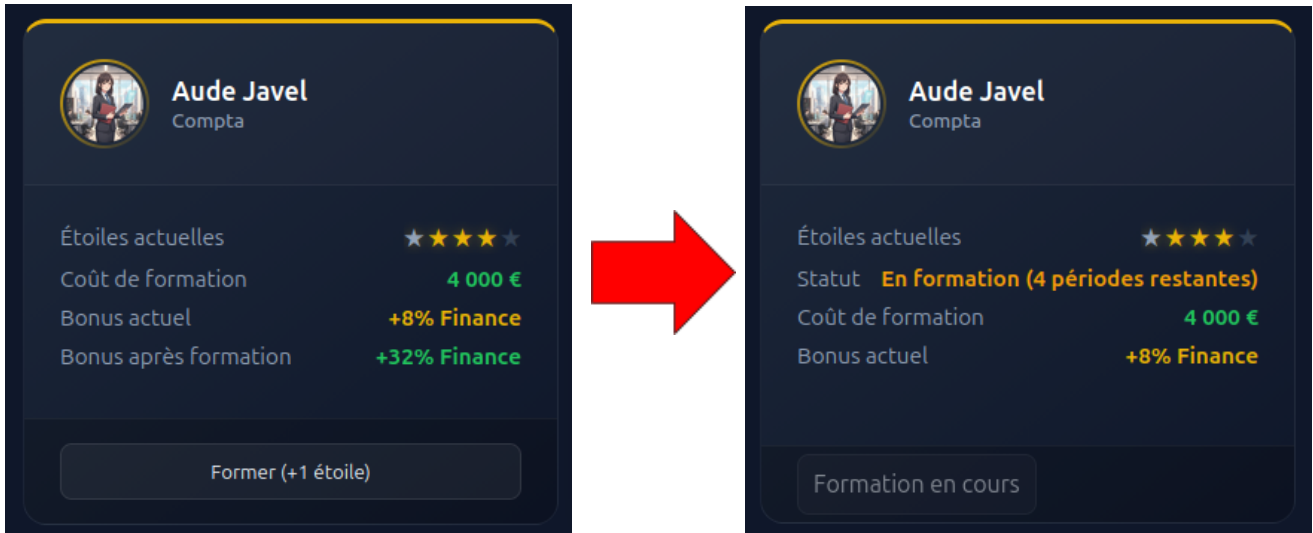 Aude Javel
Compta
Étoiles actuelles
Coût de formation 4 000 €
Bonus actuel +8% Finance
Bonus après formation +32% Finance
Former (+1 étoile)
Aude Javel
Compta
Étoiles actuelles
Statut En formation (4 périodes restantes)
Coût de formation 4 000 €
Bonus actuel +8% Finance
Formation en cours